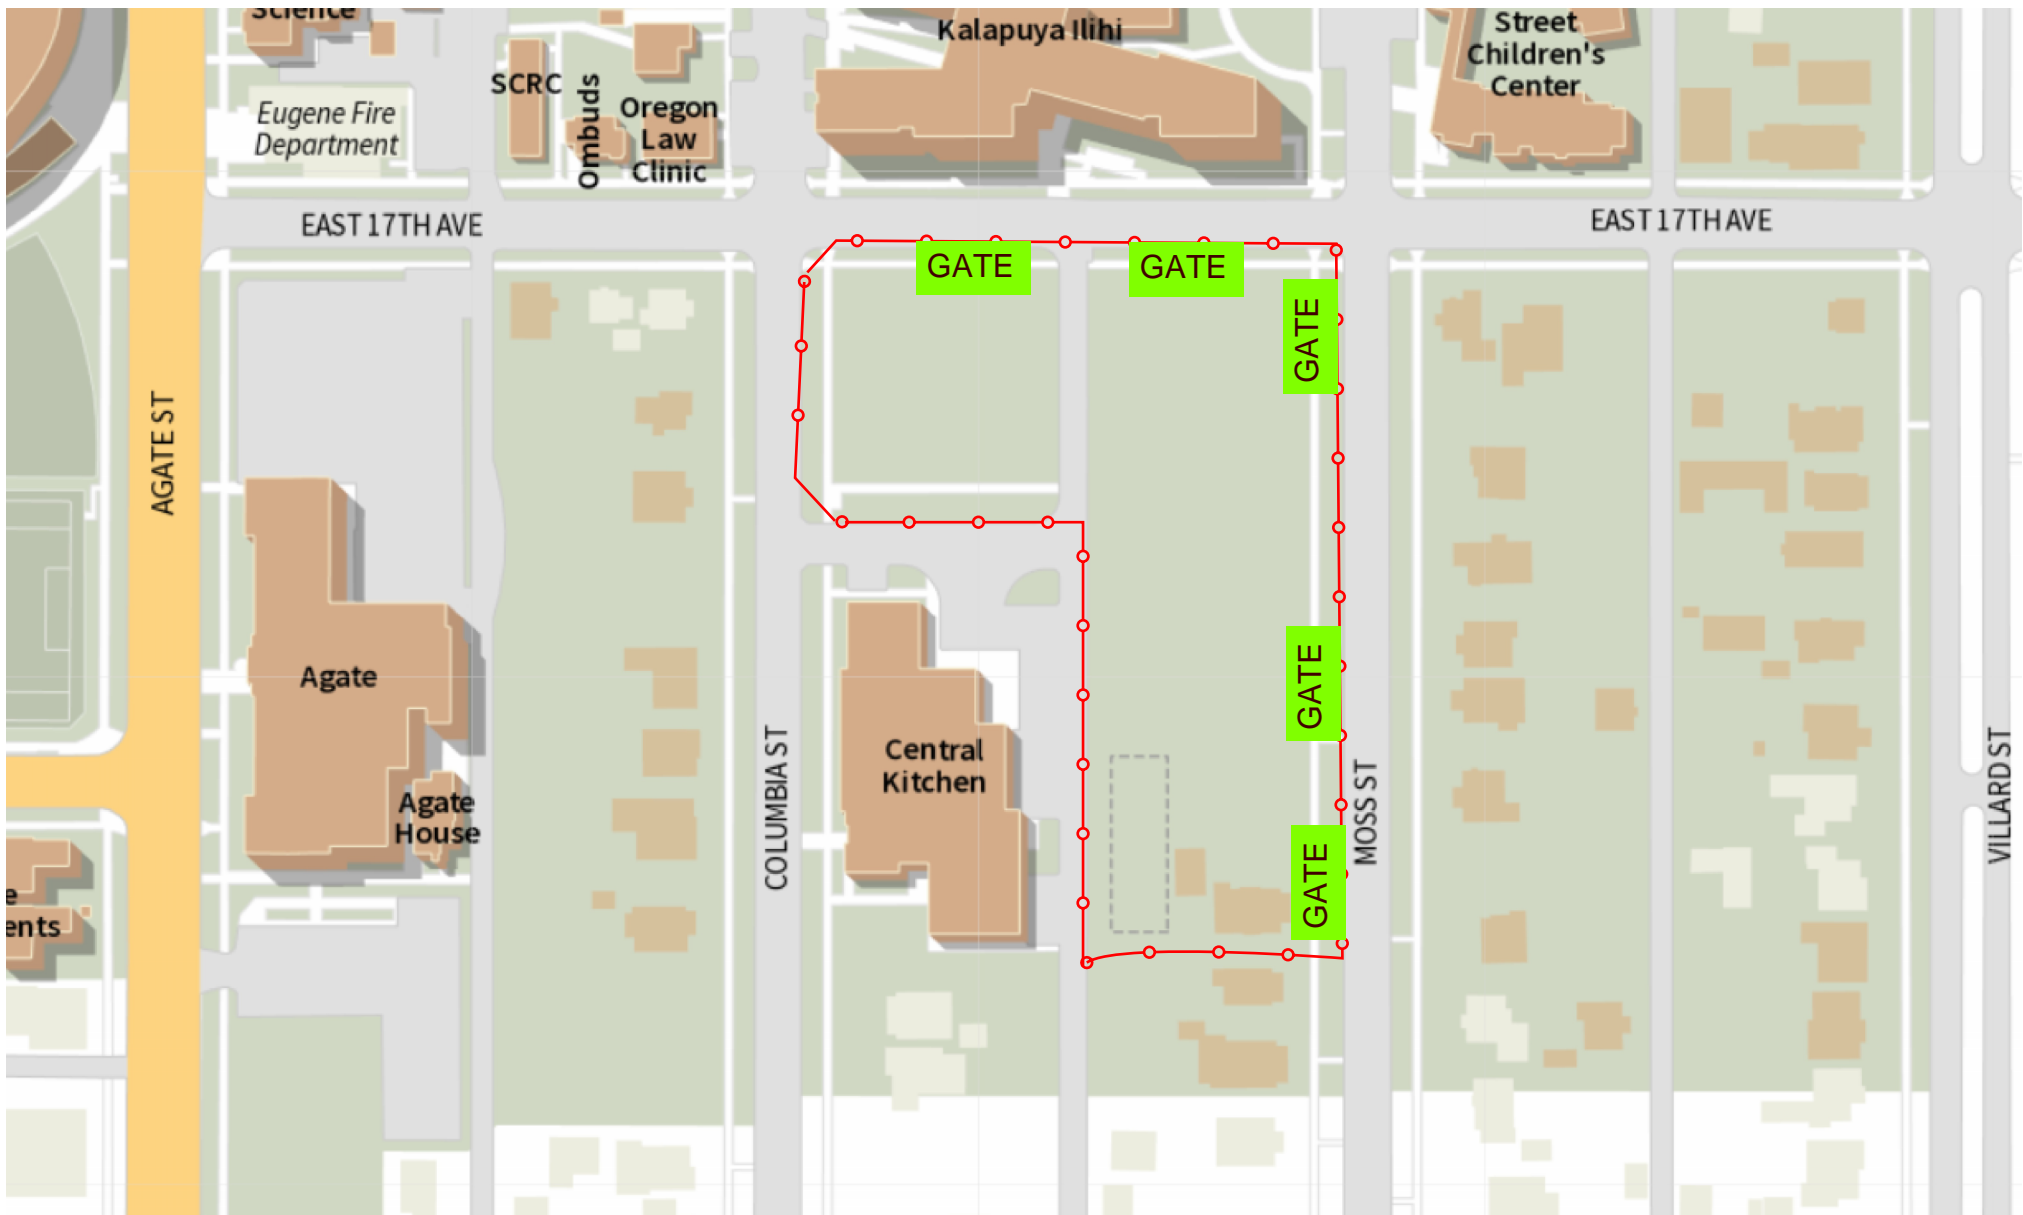 Science
Kalapuya Ilihi
Street
Children's
Center
SCRC
Ombuds
Oregon
Law
Clinic
Eugene Fire
Department
EAST 17TH AVE
EAST 17TH AVE
GATE
GATE
GATE
AGATE ST
Agate
GATE
Central
Kitchen
COLUMBIA ST
MOSS ST
VILLARD ST
Agate
House
GATE
e
ents